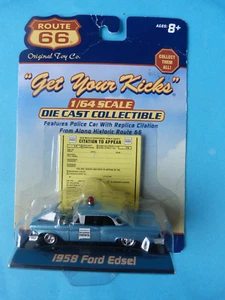 ROUTE
66
Original Toy Co.
AGES: 8+
COLLECT
THEM
ALL!
"Get Your Kicks"
1/64 SCALE
DIE CAST COLLECTIBLE
Features Police Car With Replica Citation
From Along Historic Route 66
CITATION TO APPEAR
1958 Ford Edsel